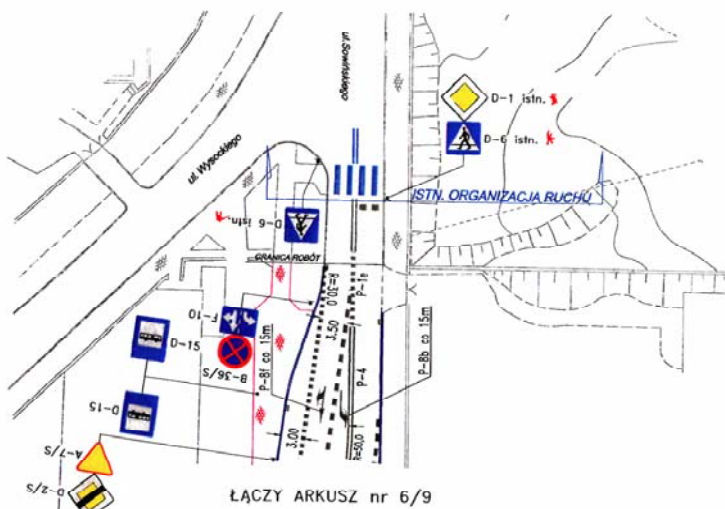 ul. Sowińskiego
D-1 istn.
D-6 istn.
ul. Wysockiego
ISTN. ORGANIZACJA RUCHU
D-6 istn.
GRANICA ROBÓT
R=30,0
P-1e
F-10
3.50
D-15
B-36/S
P-8f co 15m
P-4
P-8b co 15m
D-15
3.00
R=50,0
A-7/S
D-2/S
ŁĄCZY ARKUSZ nr 6/9